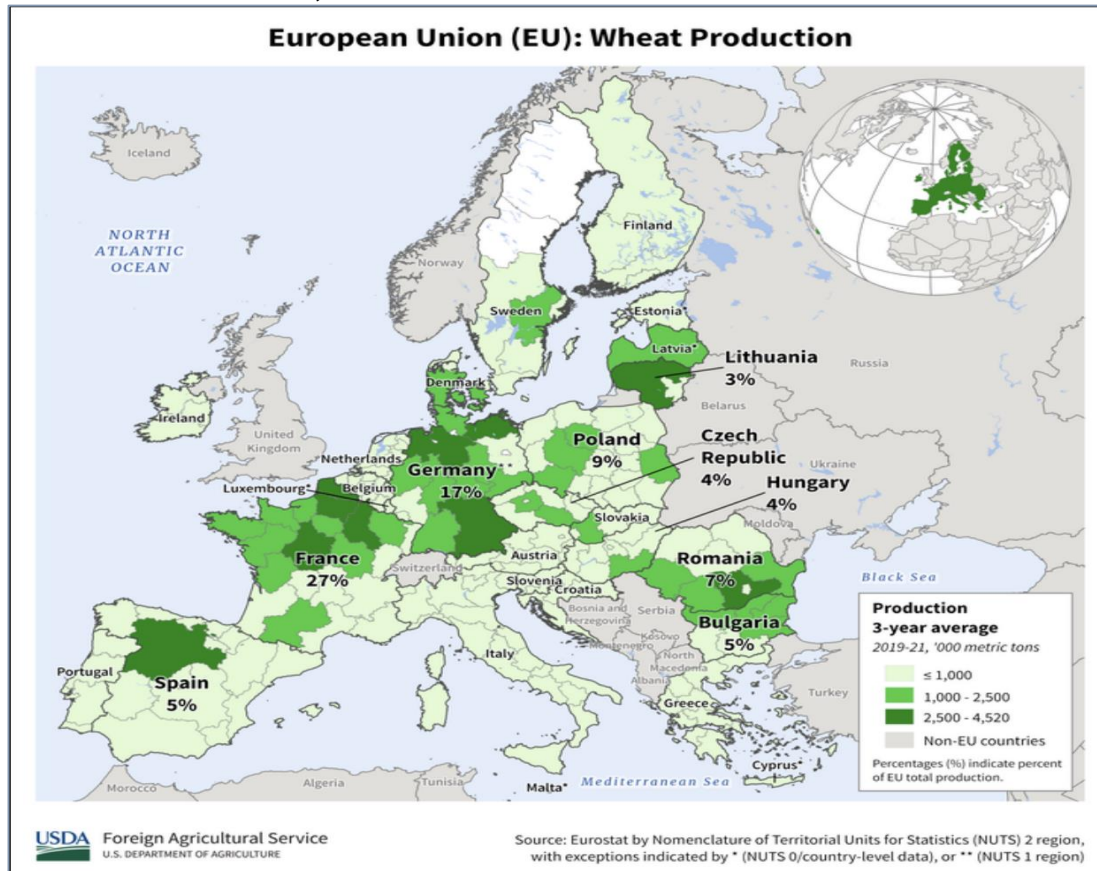 European Union (EU): Wheat Production
Iceland
NORTH
ATLANTIC
OCEAN
Norway
Finland
Sweden
Estonia*
Russia
Latvia*
Lithuania
3%
Denmark
Belarus
Ireland
United
Kingdom
Netherlands
Poland
9%
Czech
Republic
4%
Germany**
17%
Ukraine
Luxembourg*
Belgium
Hungary
4%
Slovakia
Moldova
Austria
France
27%
Switzerland
Romania
7%
Slovenia
Croatia
Black Sea
Bosnia and
Herzegovina
Serbia
Bulgaria
5%
Kosovo
Montenegro
North
Macedonia
Albania
Italy
Portugal
Spain
5%
Turkey
Greece
Cyprus*
Malta*
Mediterranean Sea
Morocco
Algeria
Tunisia
Production
3-year average
2019-21, '000 metric tons
≤ 1,000
1,000 - 2,500
2,500 - 4,520
Non-EU countries
Percentages (%) indicate percent
of EU total production.
USDA
Foreign Agricultural Service
U.S. DEPARTMENT OF AGRICULTURE
Source: Eurostat by Nomenclature of Territorial Units for Statistics (NUTS) 2 region,
with exceptions indicated by * (NUTS 0/country-level data), or ** (NUTS 1 region)